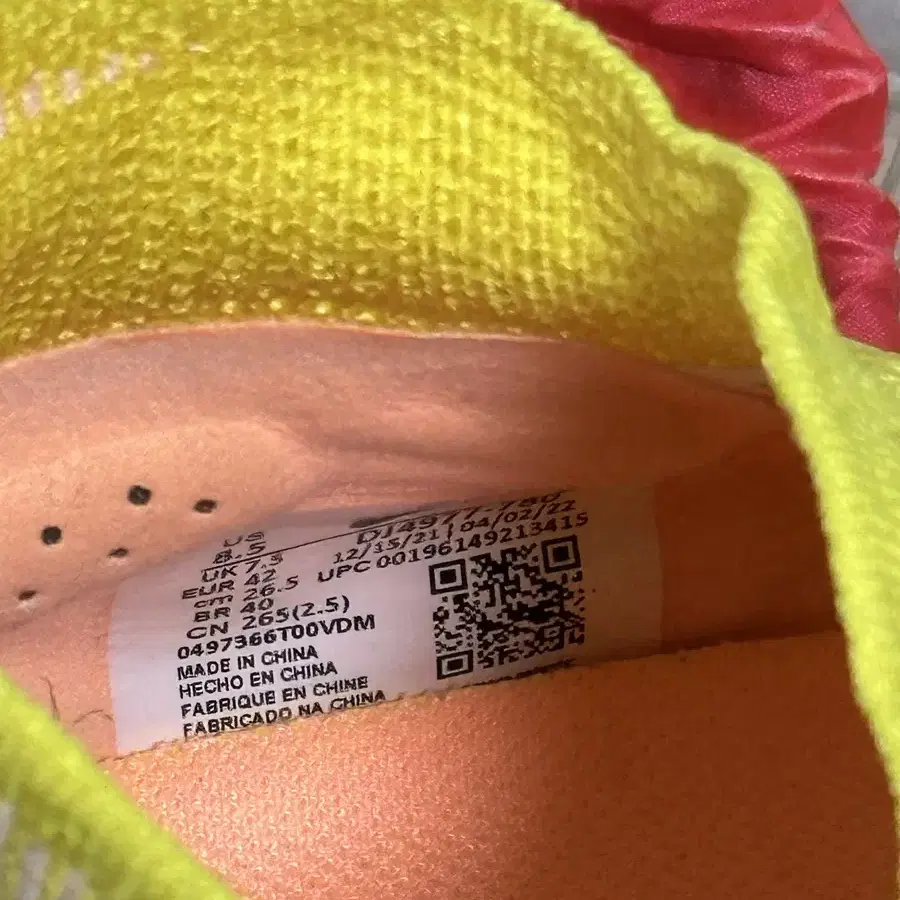 US 8.5
UK 7.5
EUR 42
cm 26.5
BR 40
CN 265(2.5)
0497366T00VDM
MADE IN CHINA
HECHO EN CHINA
FABRIQUE EN CHINE
FABRICADO NA CHINA
DJ4977-780
12/15/21 04/02/22
UPC 00196149213415